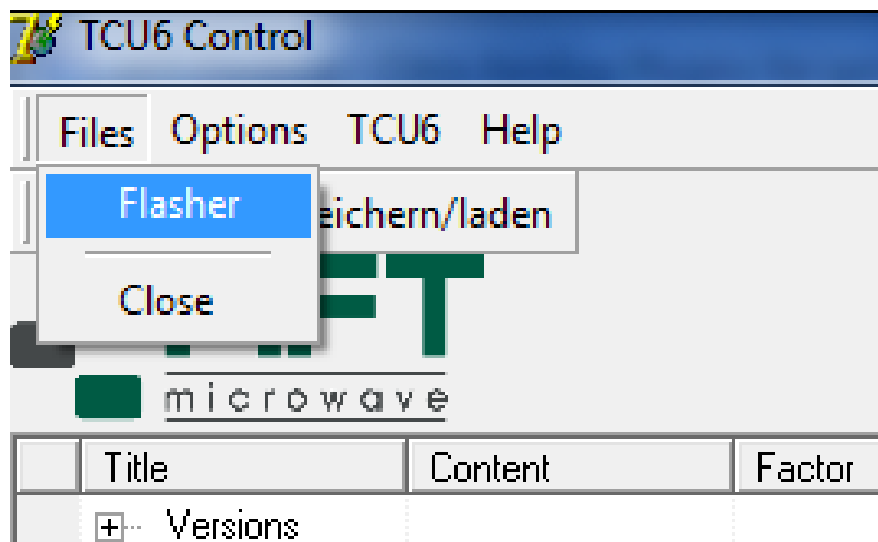 TCU6 Control
Files Options TCU6 Help
Flasher
eichern/laden
Close
microwave
Title Content Factor
Versions